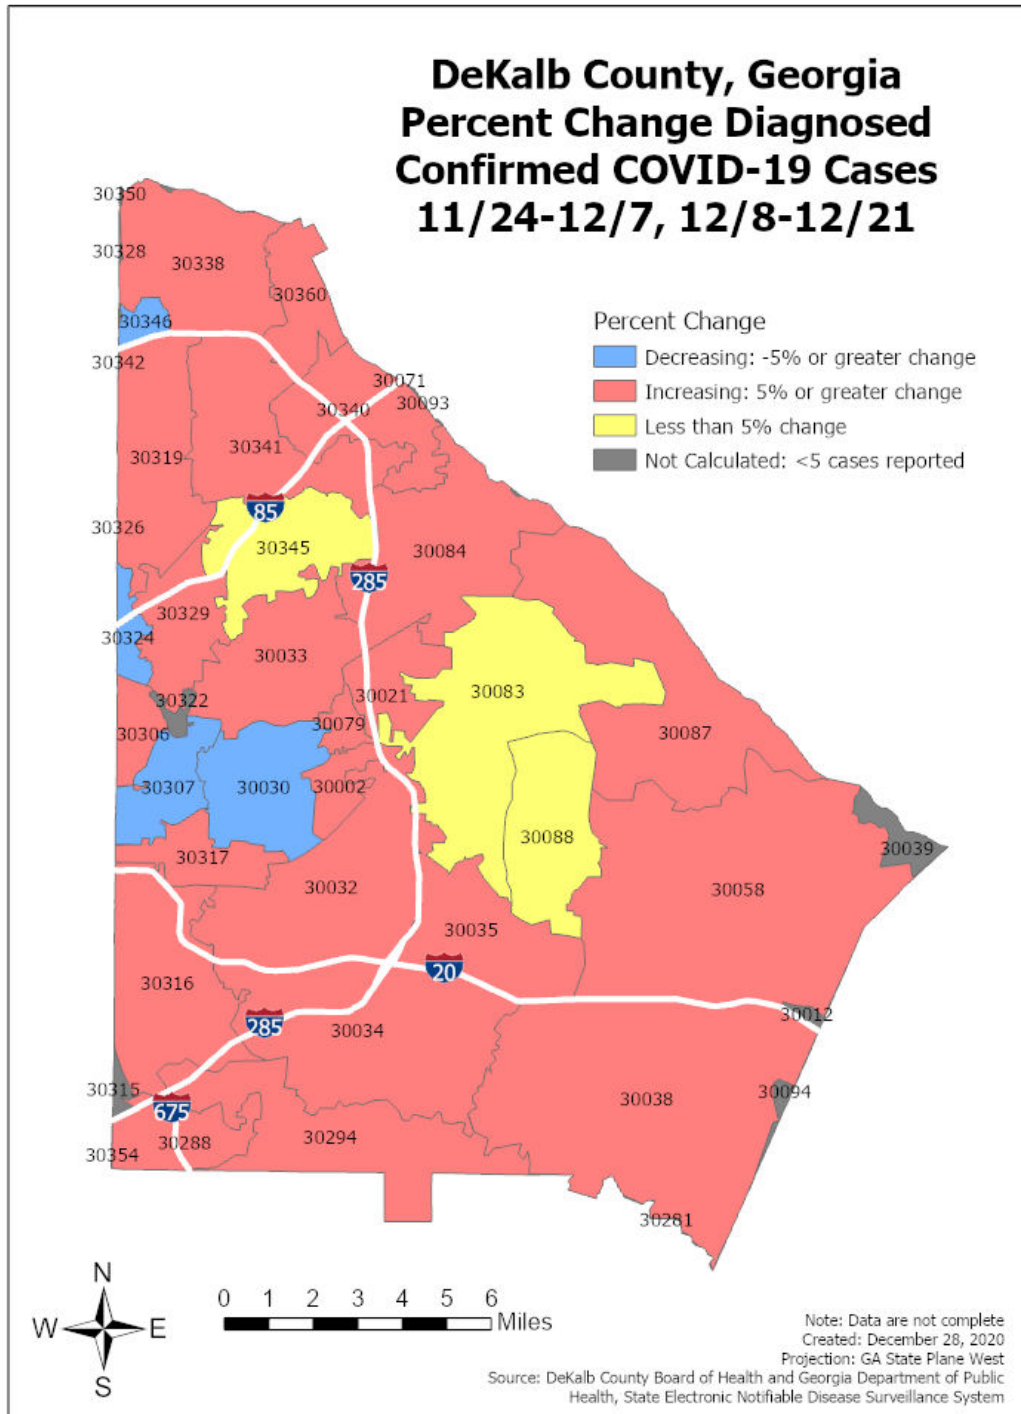 DeKalb County, Georgia
Percent Change Diagnosed
Confirmed COVID-19 Cases
11/24-12/7, 12/8-12/21
Percent Change
Decreasing: -5% or greater change
Increasing: 5% or greater change
Less than 5% change
Not Calculated: <5 cases reported
30350
30328
30338
30360
30346
30342
30071
30093
30340
30341
30319
85
30326
30345
30084
285
30329
30324
30033
30083
30021
30322
30079
30306
30087
30307
30030
30002
30088
30039
30317
30032
30058
30035
20
30316
30012
285
30034
30315
30094
675
30038
30294
30288
30354
30281
N
W
E
S
0 1 2 3 4 5 6
Miles
Note: Data are not complete
Created: December 28, 2020
Projection: GA State Plane West
Source: DeKalb County Board of Health and Georgia Department of Public
Health, State Electronic Notifiable Disease Surveillance System